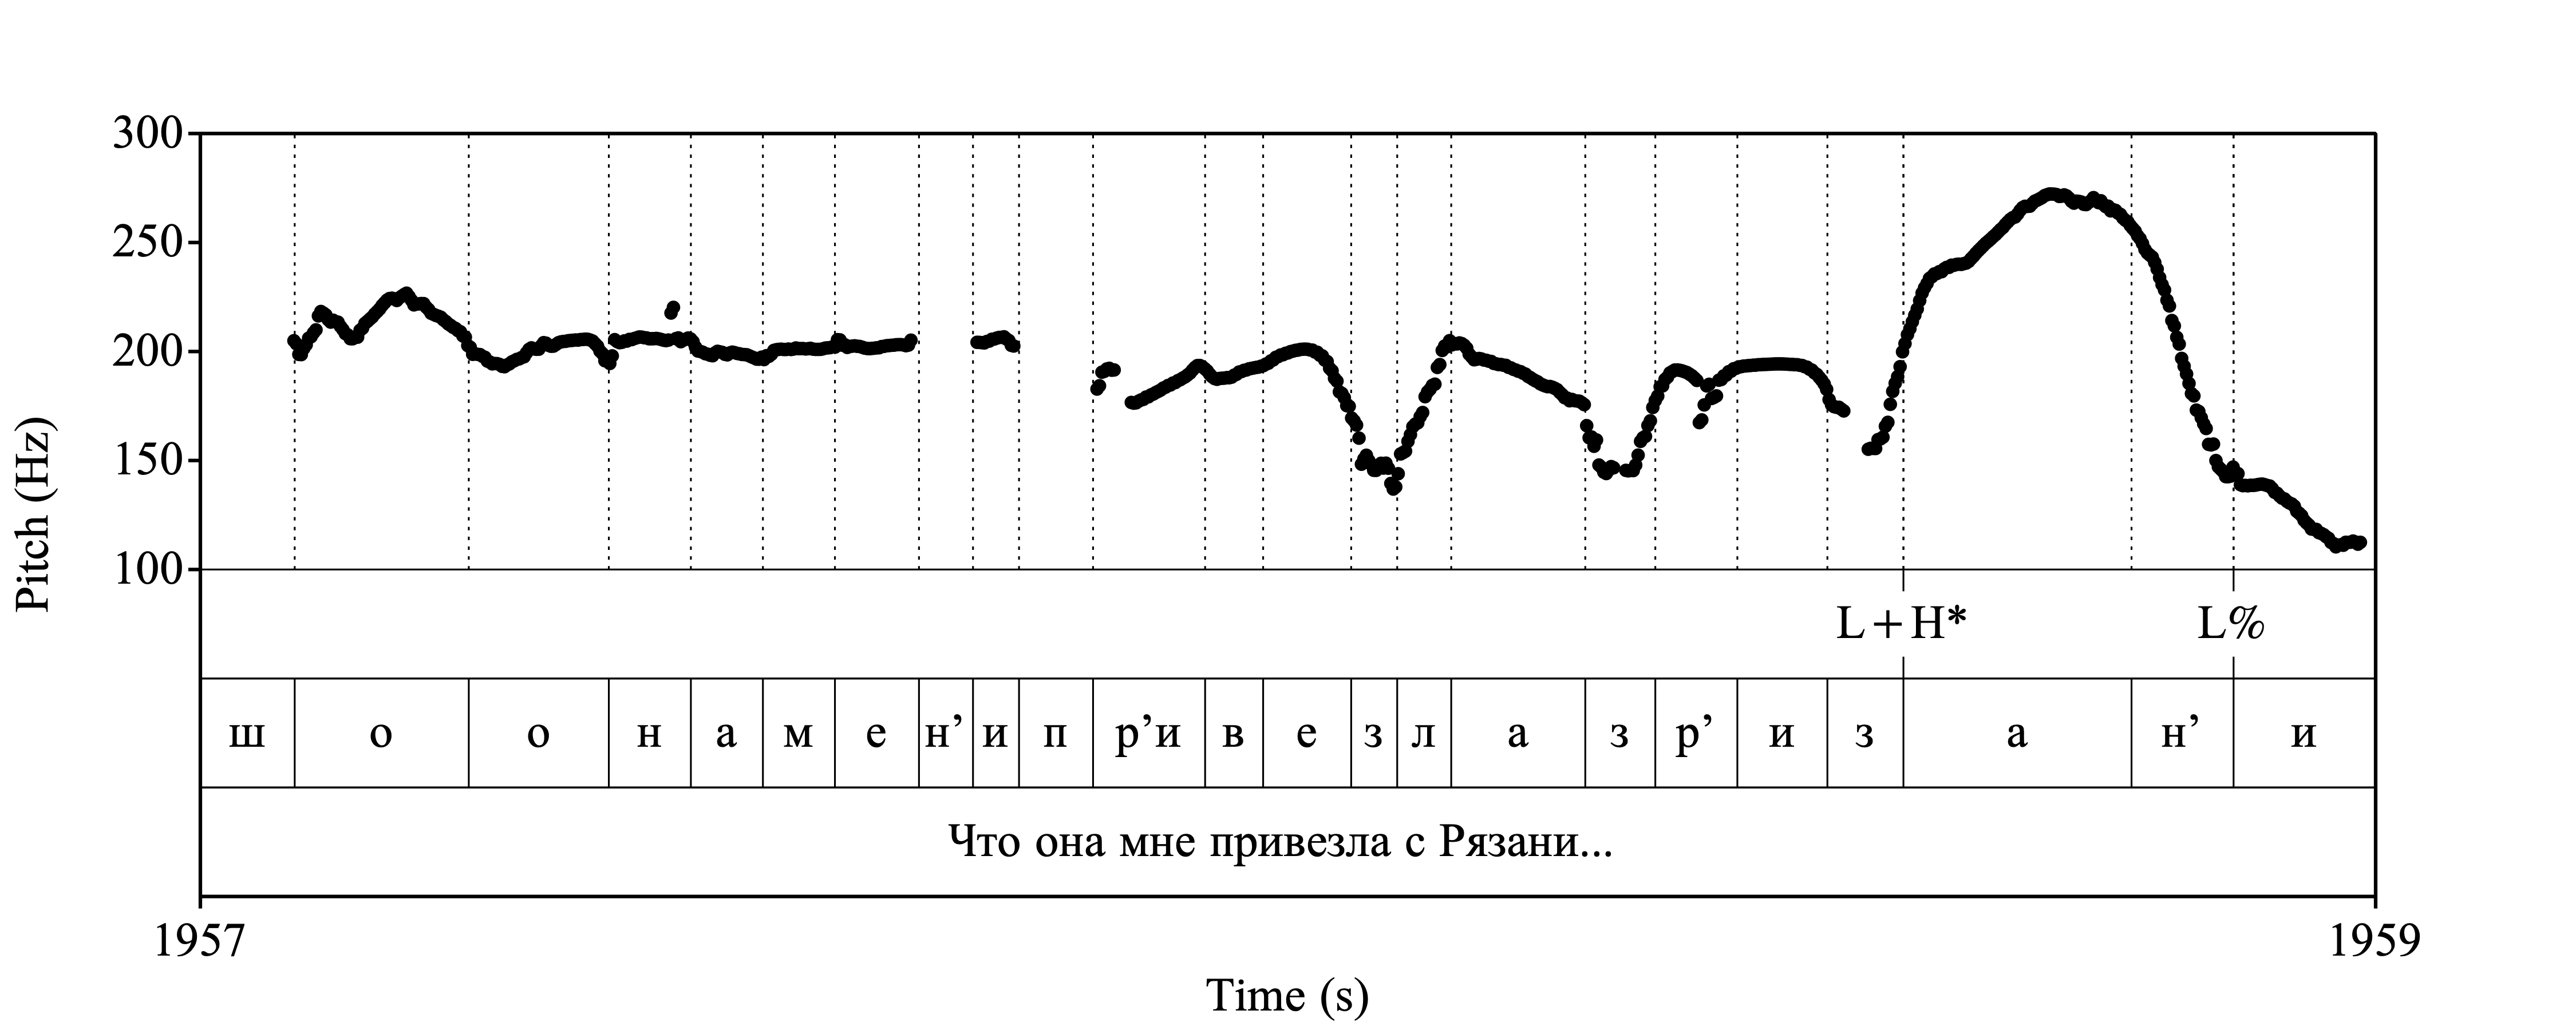 300
250
200
150
100
Pitch (Hz)
L+H* L%
ш о о н а м е н’ и п р’и в е з л а з р’ и з а н’ и
Что она мне привезла с Рязани...
1957 1959
Time (s)